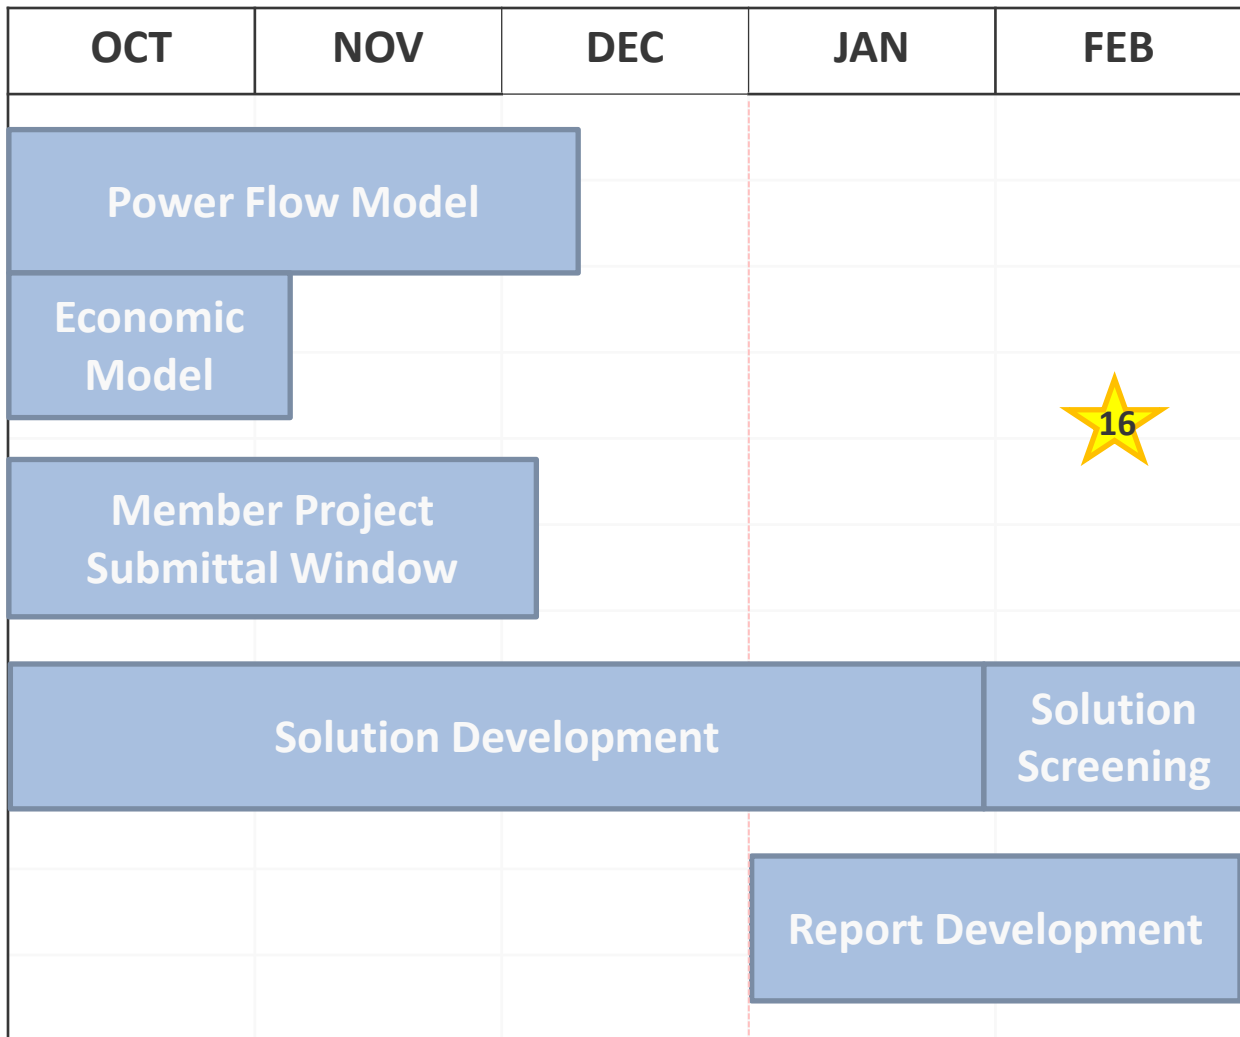 OCT NOV DEC JAN FEB
Power Flow Model
Economic
Model
16
Member Project
Submittal Window
Solution Development
Solution
Screening
Report Development